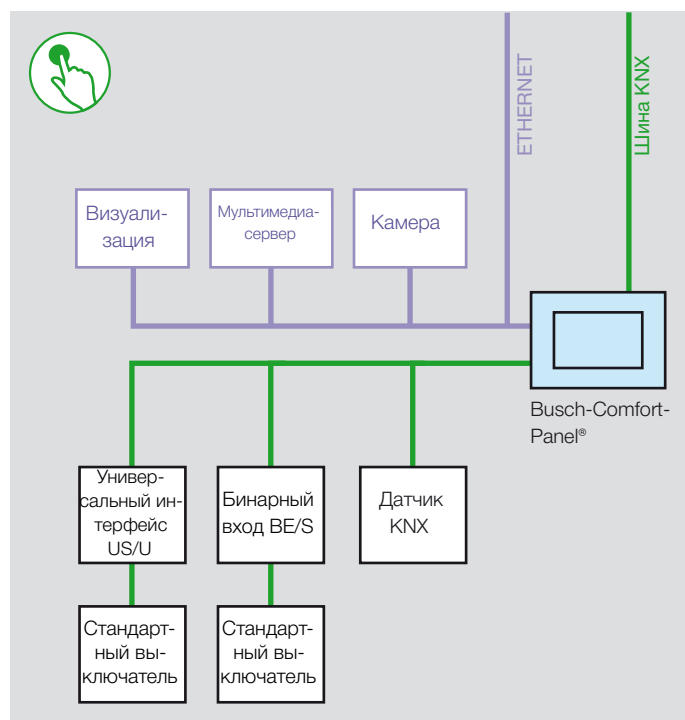 ETHERNET
Шина KNX
Визуали-
зация
Мультимедиа-
сервер
Камера
Busch-Comfort-
Panel®
Универ-
сальный ин-
терфейс
US/U
Бинарный
вход BE/S
Датчик
KNX
Стандарт-
ный вы-
ключатель
Стандарт-
ный вы-
ключатель